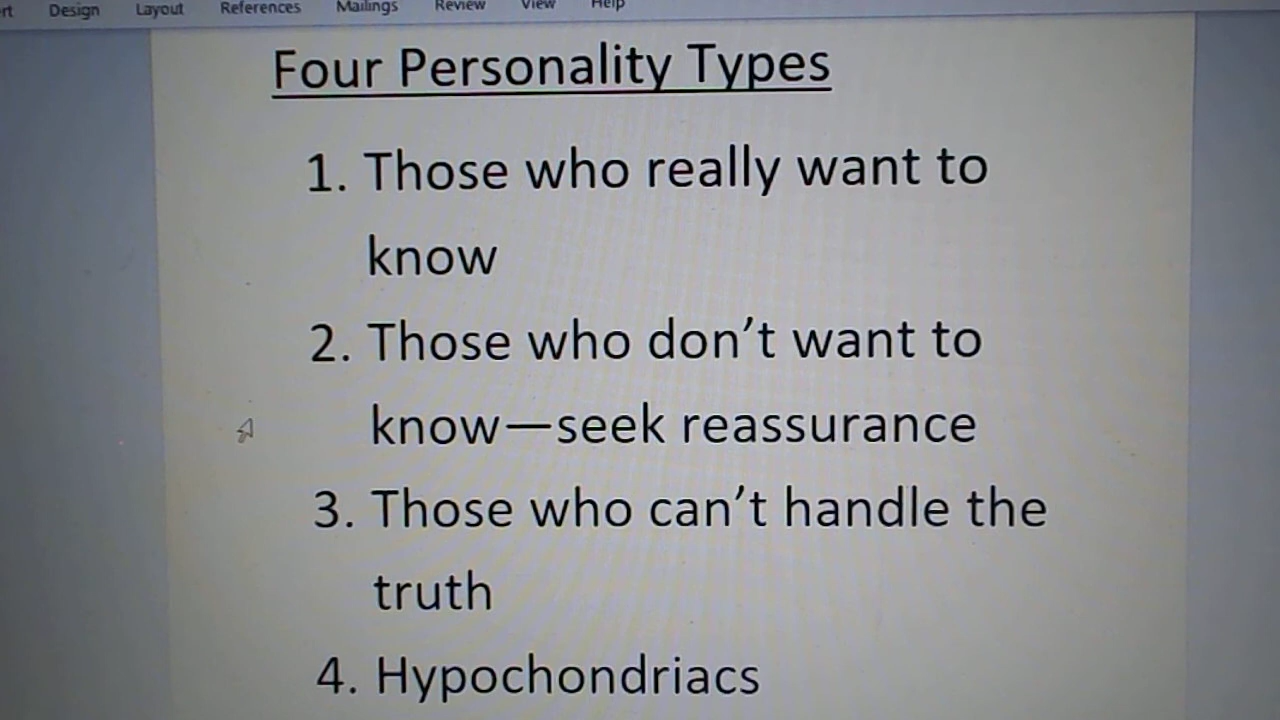 Design Layout References Mailings Review View Help
Four Personality Types
1. Those who really want to
know
2. Those who don’t want to
know—seek reassurance
3. Those who can’t handle the
truth
4. Hypochondriacs